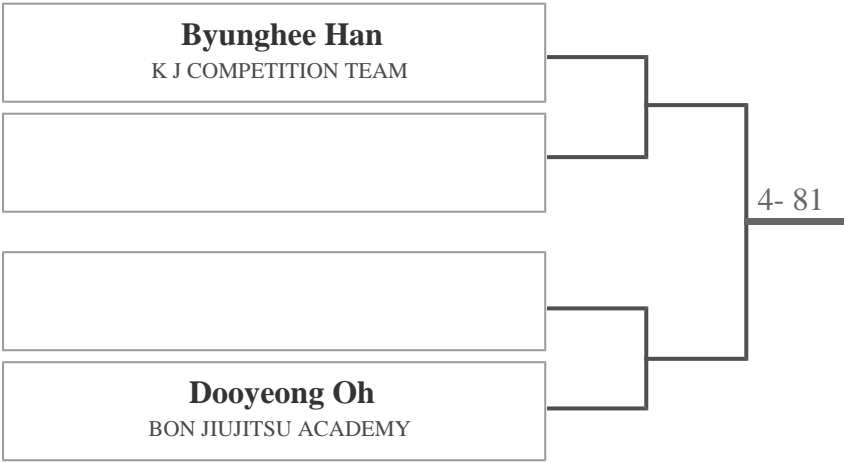 Byunghee Han
K J COMPETITION TEAM
4- 81
Dooyeong Oh
BON JIUJITSU ACADEMY